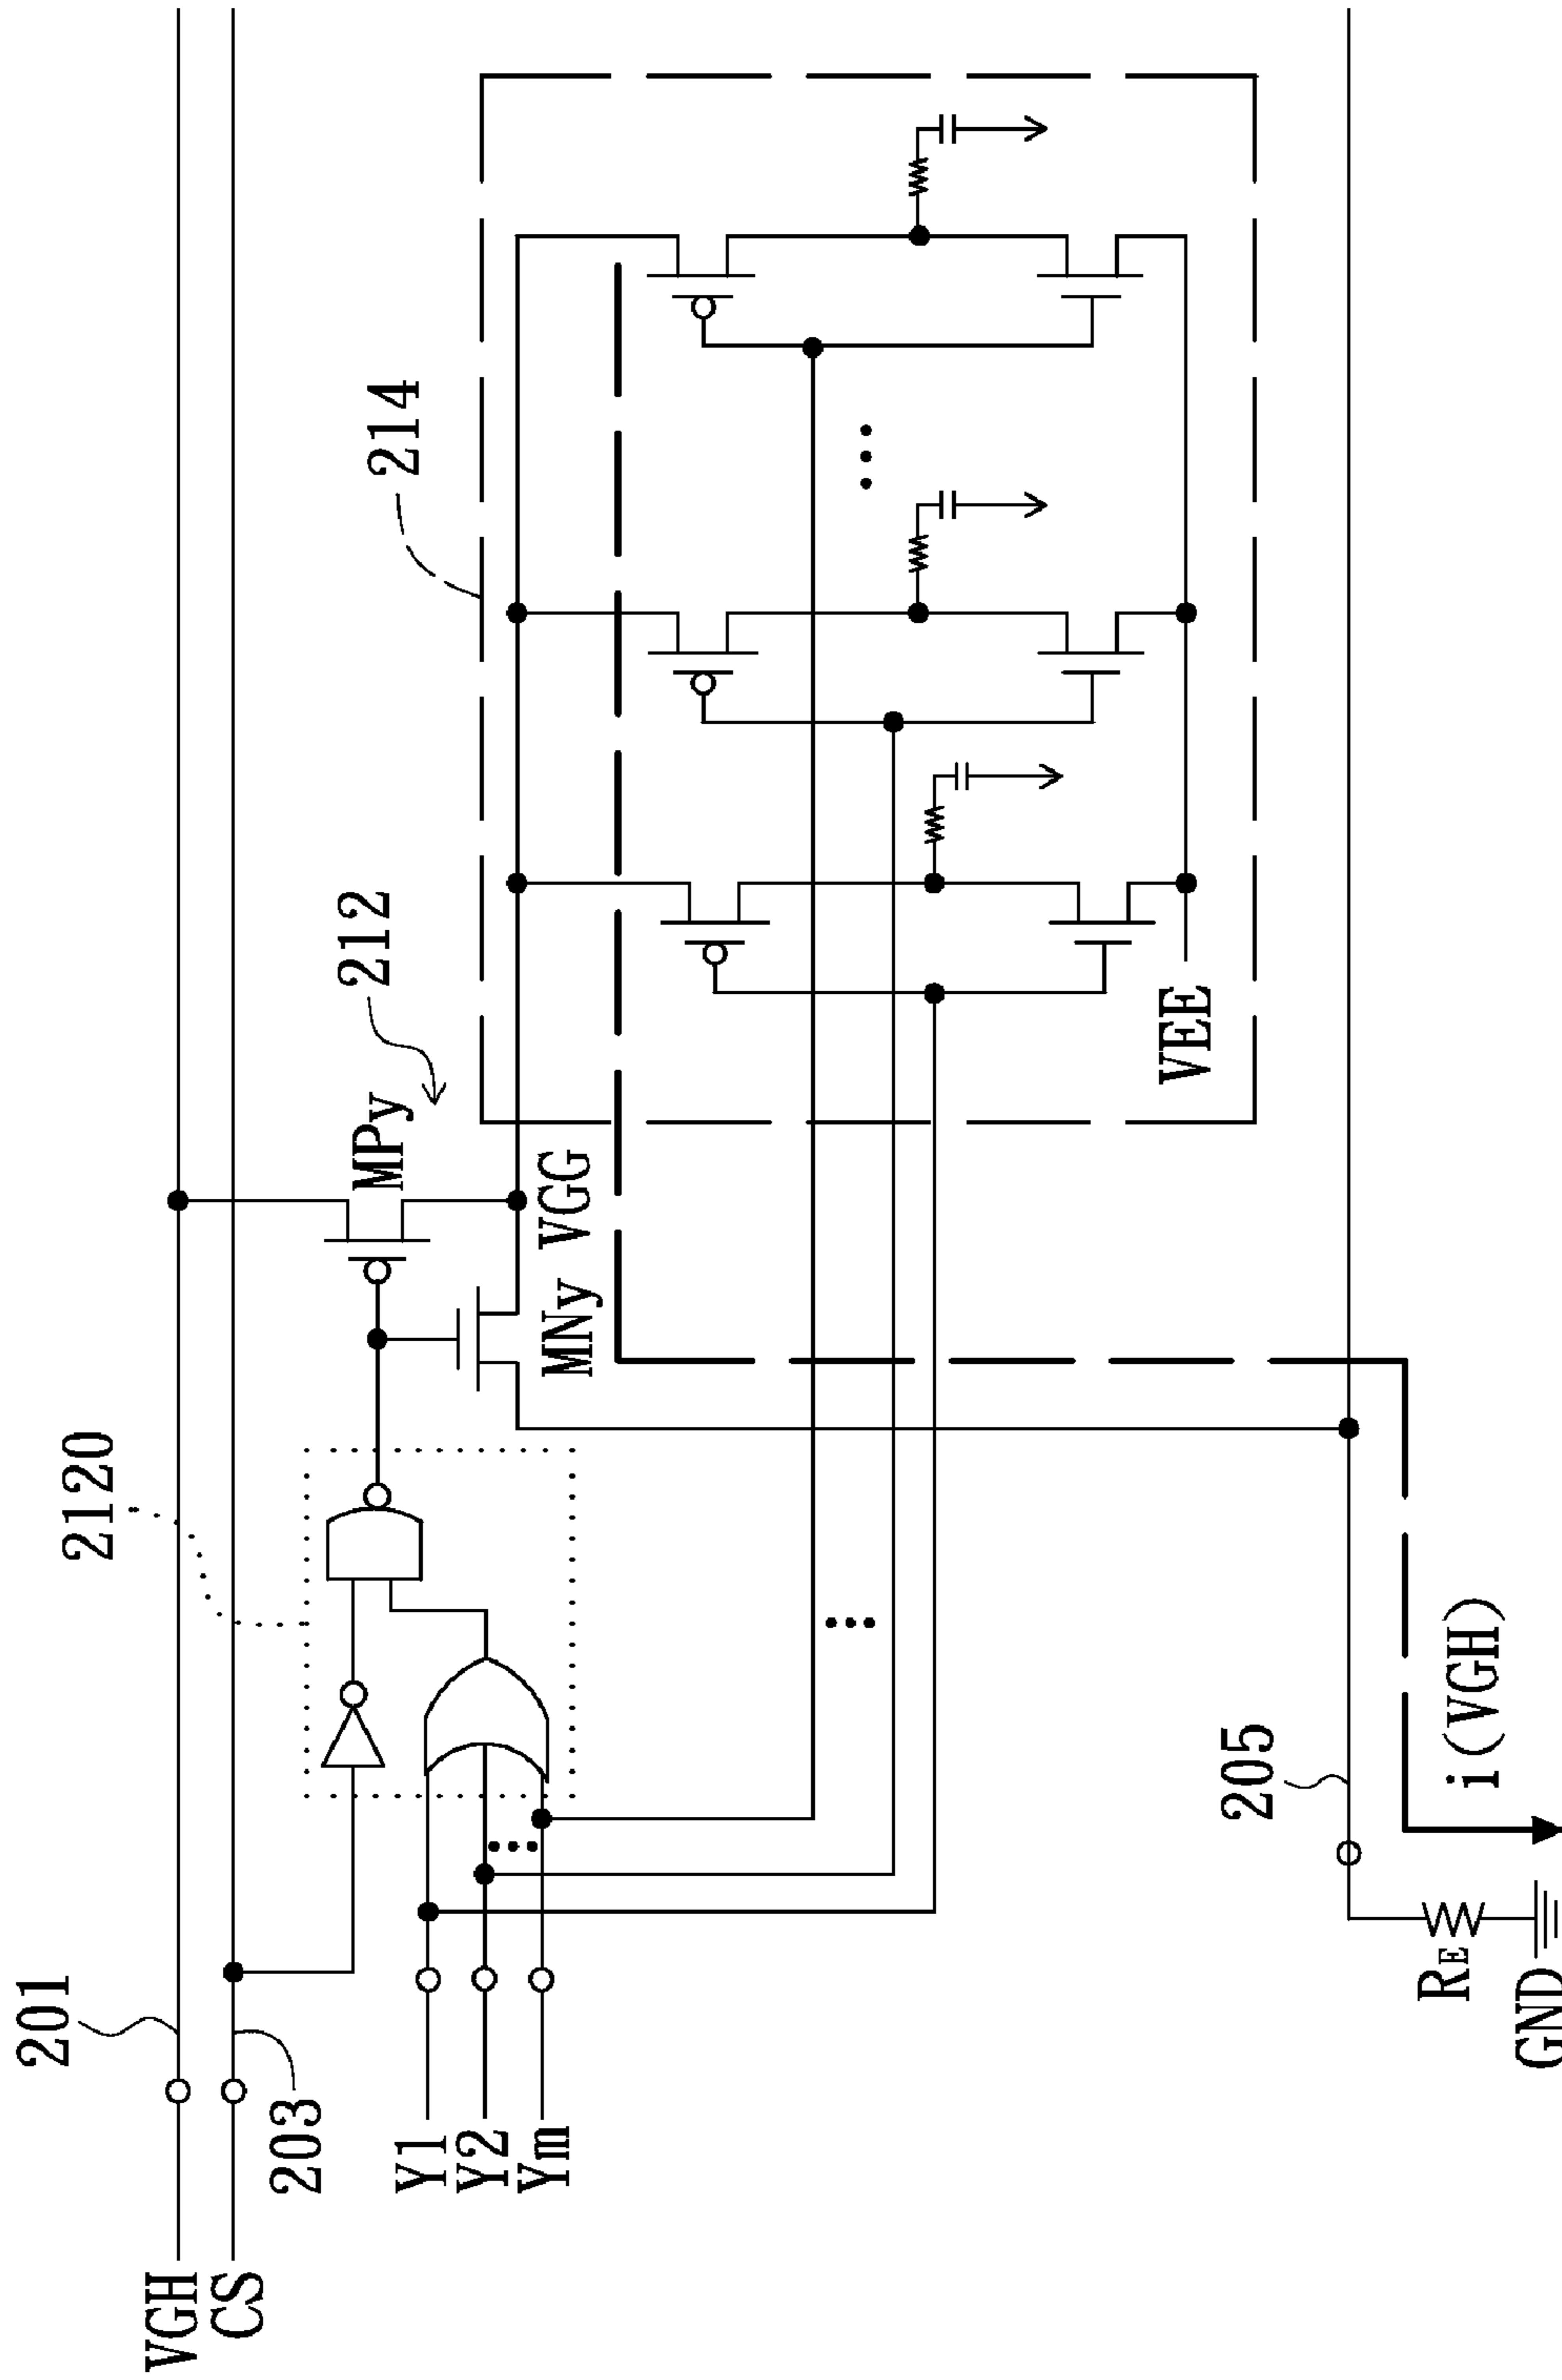 VGH
CS
201
203
Y1
Y2
Ym
2120
MPy
212
214
MNy VGG
VEE
205
i(VGH)
RE
GND